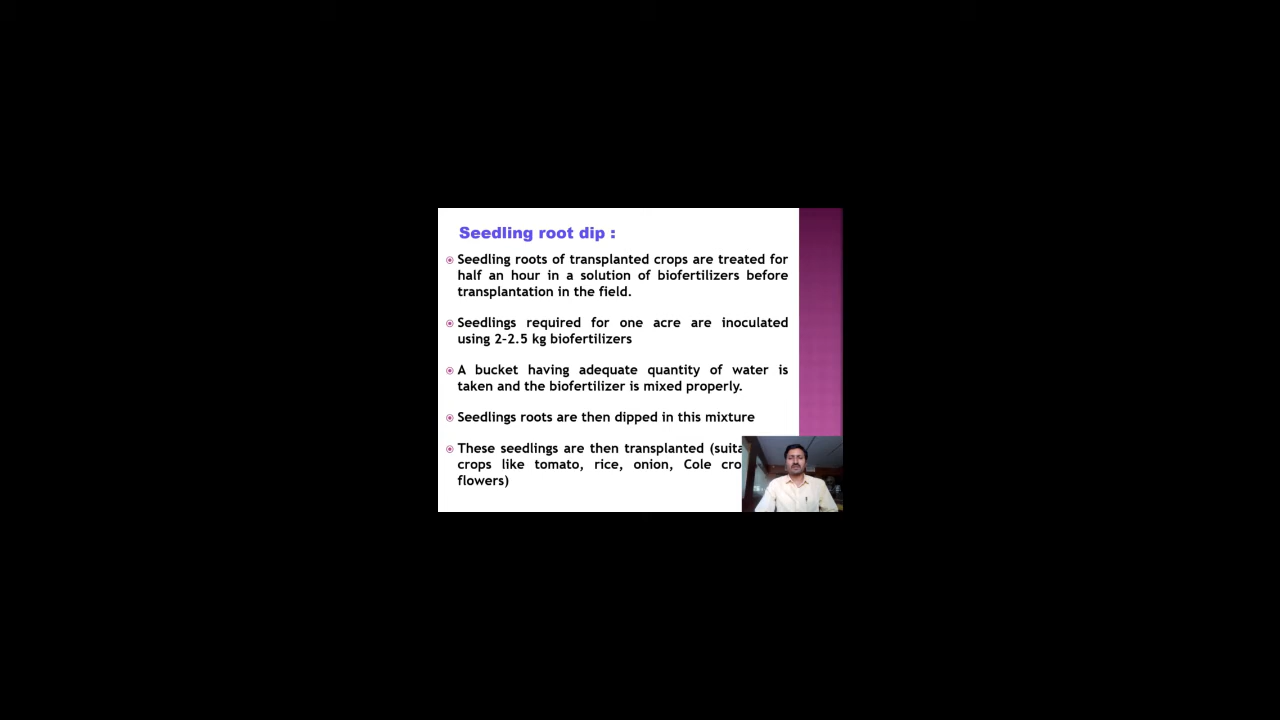 Seedling root dip :
Seedling roots of transplanted crops are treated for
half an hour in a solution of biofertilizers before
transplantation in the field.
Seedlings required for one acre are inoculated
using 2-2.5 kg biofertilizers
A bucket having adequate quantity of water is
taken and the biofertilizer is mixed properly.
Seedlings roots are then dipped in this mixture
These seedlings are then transplanted
crops like tomato, rice, onion, Cole
flowers)